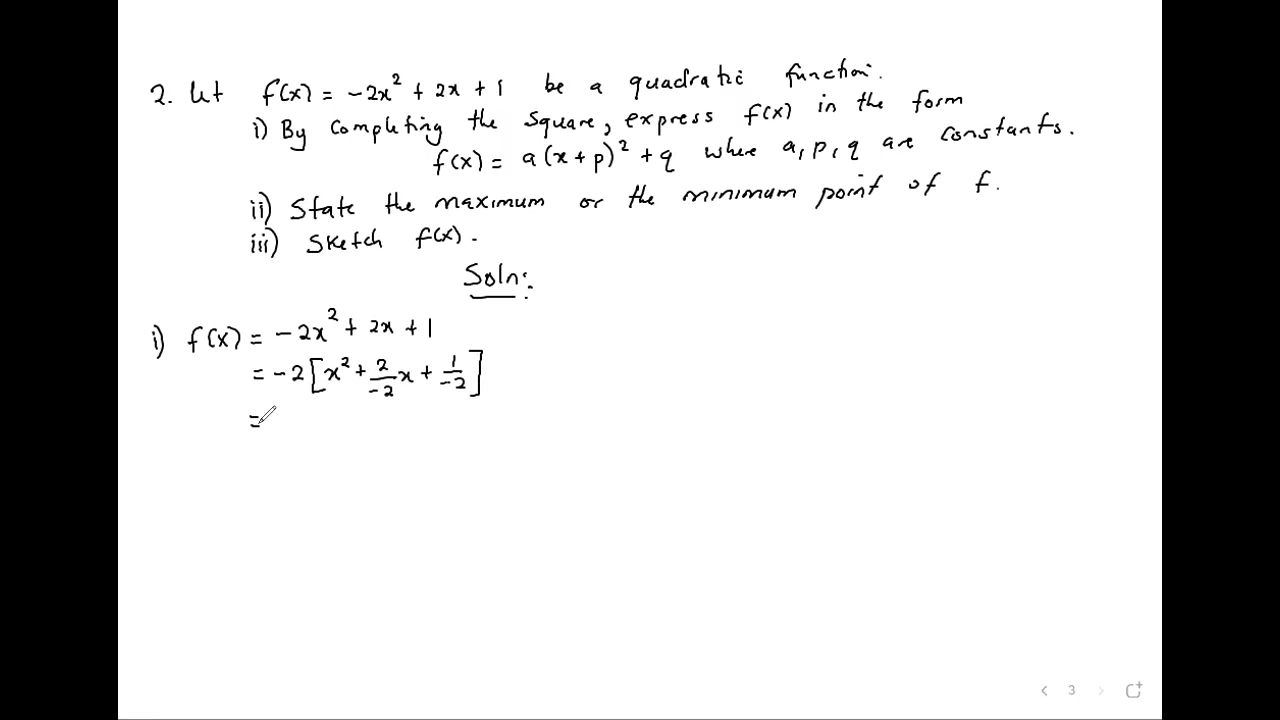 2. Let f(x) = -2x² + 2x + 1 be a quadratic function.
i) By completing the square, express f(x) in the form
f(x) = a(x+p)² + q where a, p, q are constants.
ii) State the maximum or the minimum point of f.
iii) Sketch f(x).
Soln:
i) f(x) = -2x² + 2x + 1
= -2[x² + 2/-2 x + 1/-2]
=
3